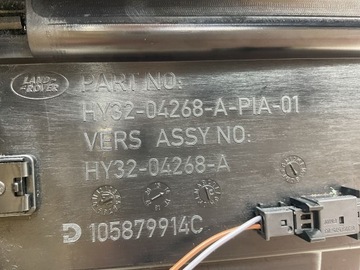 LAND-
ROVER
PART NO:
HY32-04268-A-PIA-01
VERS ASSY NO:
HY32-04268-A
D 105879914C